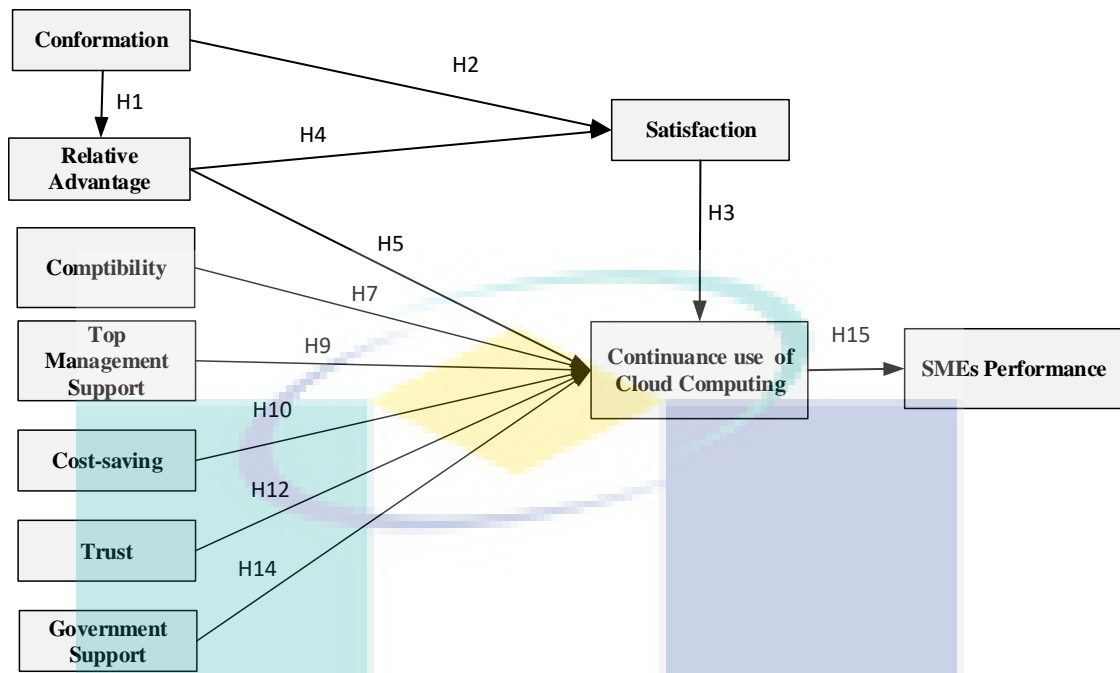 Conformation
H2
H1
Satisfaction
H4
Relative
Advantage
H3
H5
Comptibility
H7
Top
Management
Support
H9
Continuance use of
Cloud Computing
H15
SMEs Performance
H10
Cost-saving
H12
Trust
H14
Government
Support